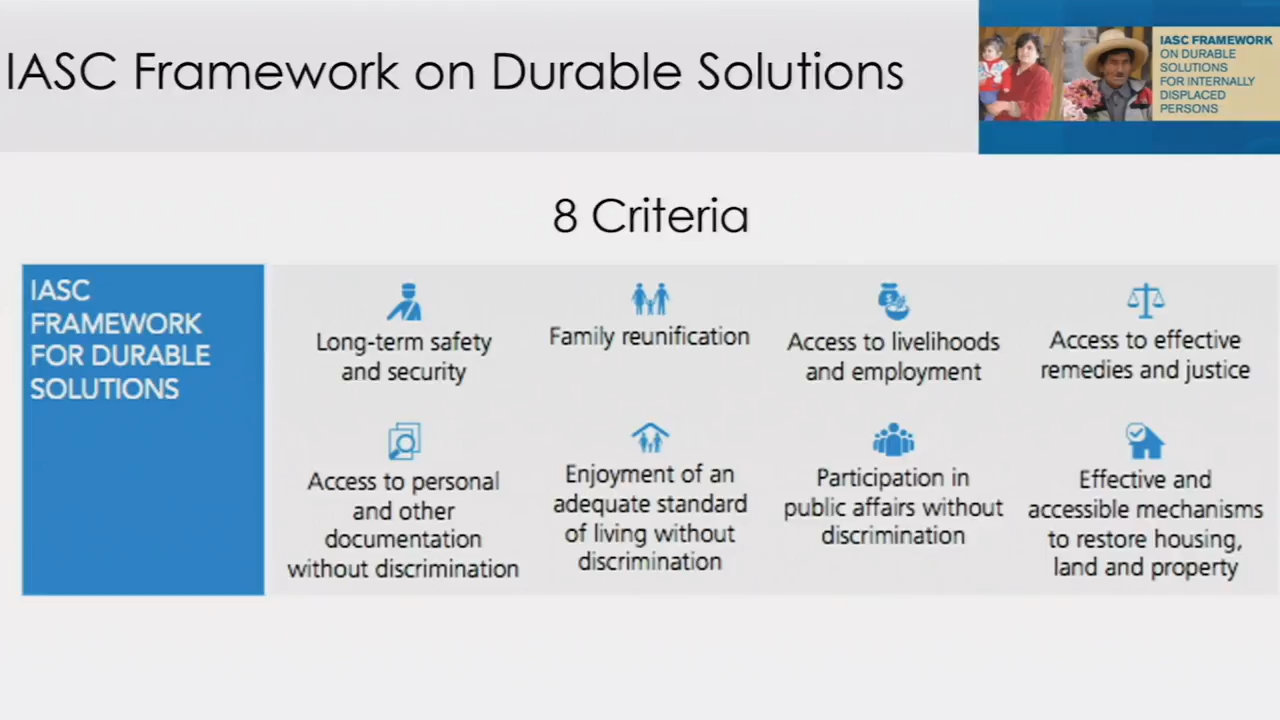 IASC Framework on Durable Solutions
IASC FRAMEWORK
ON DURABLE
SOLUTIONS
FOR INTERNALLY
DISPLACED
PERSONS
8 Criteria
IASC
FRAMEWORK
FOR DURABLE
SOLUTIONS
Long-term safety
and security
Family reunification
Access to livelihoods
and employment
Access to effective
remedies and justice
Access to personal
and other
documentation
without discrimination
Enjoyment of an
adequate standard
of living without
discrimination
Participation in
public affairs without
discrimination
Effective and
accessible mechanisms
to restore housing,
land and property